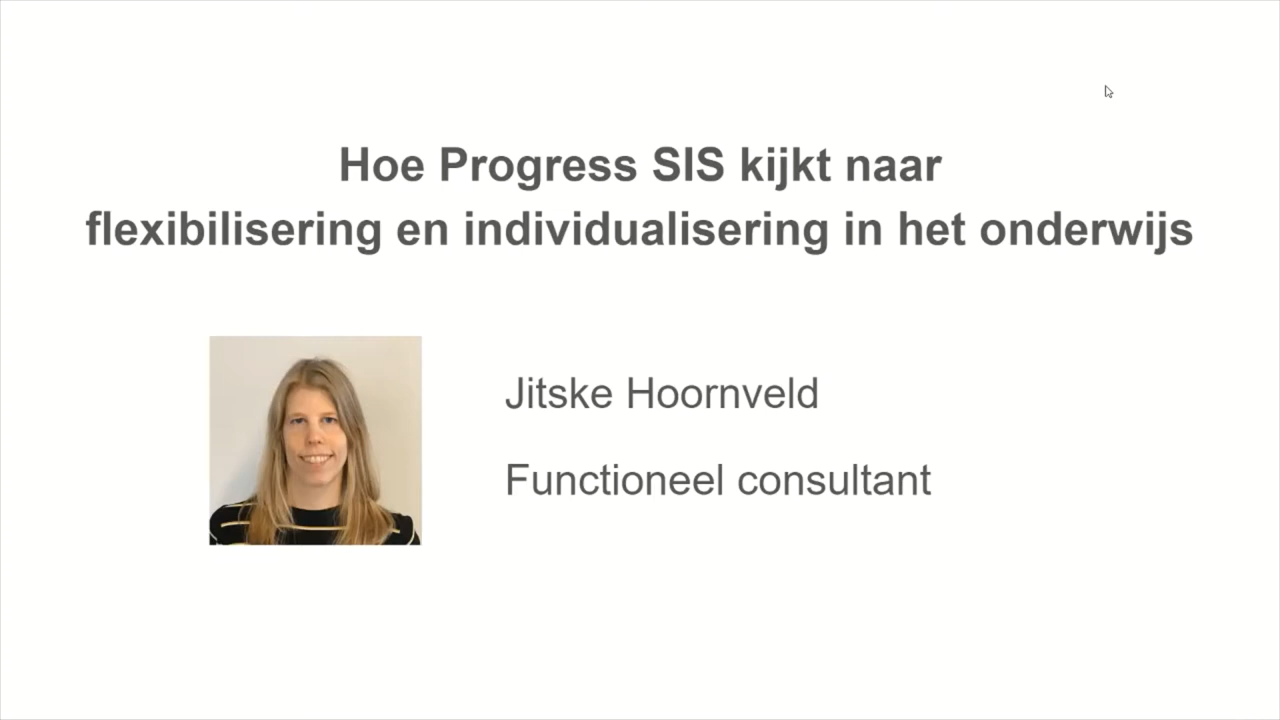 Hoe Progress SIS kijkt naar
flexibilisering en individualisering in het onderwijs
Jitske Hoornveld
Functioneel consultant